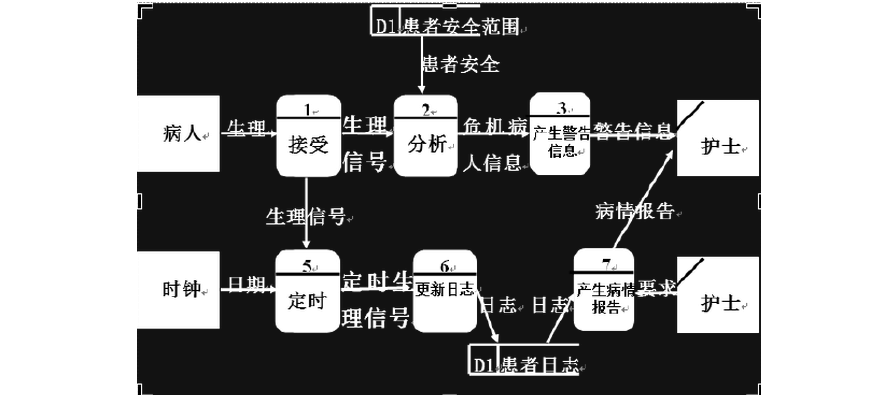 D1 患者安全范围
患者安全
病人
生理
1
接受
生理
信号
2
分析
危机病
人信息
3
产生警告
信息
警告信息
护士
生理信号
病情报告
时钟
日期
5
定时
定时生
理信号
6
更新日志
日志
日志
7
产生病情
报告
要求
护士
D1 患者日志